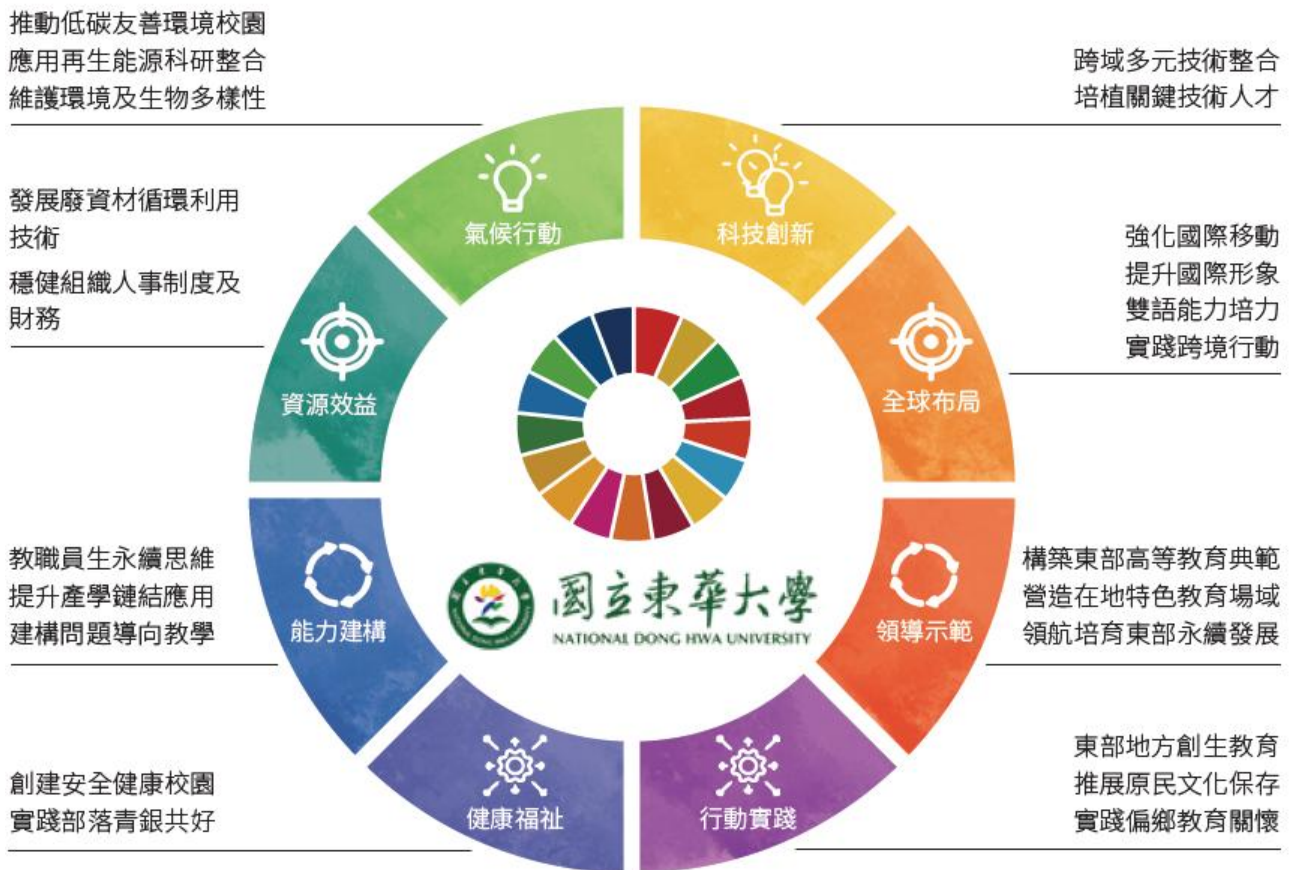 推動低碳友善環境校園
應用再生能源科研整合
維護環境及生物多樣性
跨域多元技術整合
培植關鍵技術人才
發展廢資材循環利用
技術
穩健組織人事制度及
財務
強化國際移動
提升國際形象
雙語能力培力
實踐跨境行動
氣候行動
科技創新
資源效益
全球布局
教職員生永續思維
提升產學鏈結應用
建構問題導向教學
構築東部高等教育典範
營造在地特色教育場域
領航培育東部永續發展
能力建構
領導示範
國立東華大學
NATIONAL DONG HWA UNIVERSITY
創建安全健康校園
實踐部落青銀共好
東部地方創生教育
推展原民文化保存
實踐偏鄉教育關懷
健康福祉
行動實踐